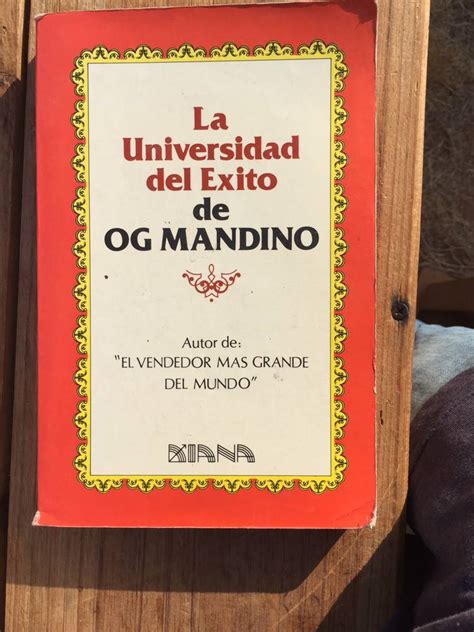 La
Universidad
del Exito
de
OG MANDINO
Autor de:
"EL VENDEDOR MAS GRANDE
DEL MUNDO"
DIANA